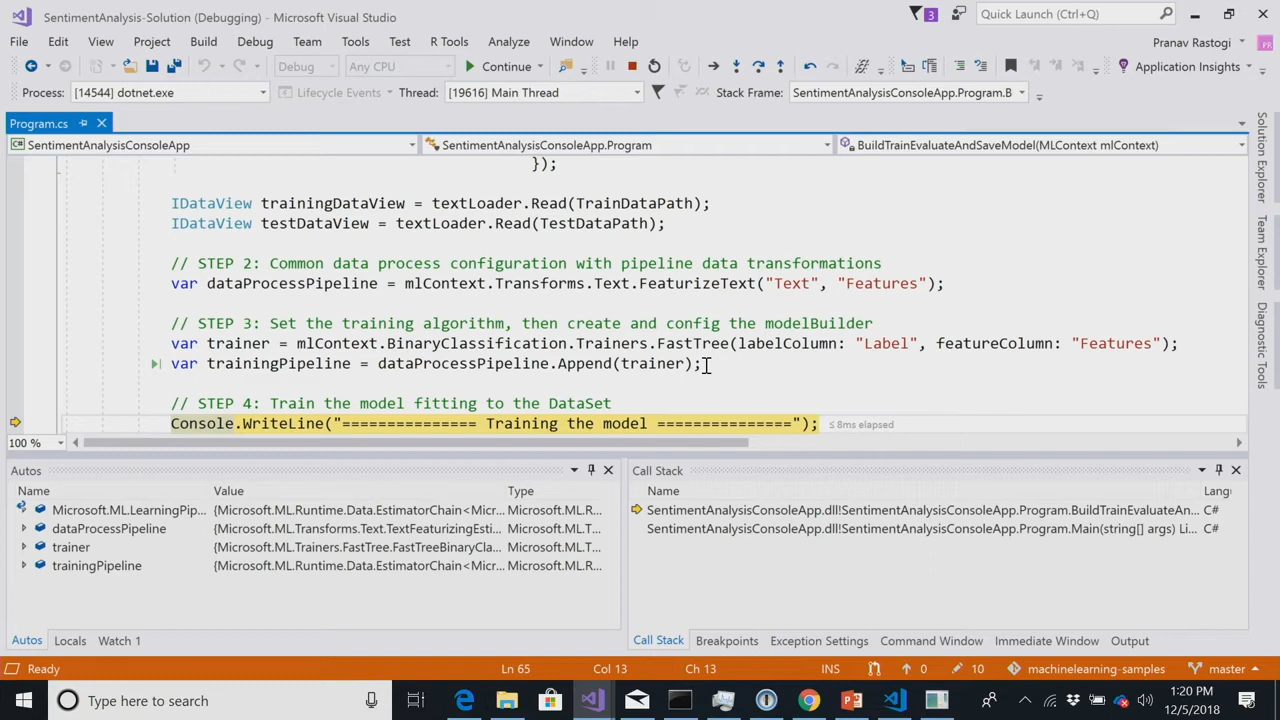 SentimentAnalysis-Solution (Debugging) - Microsoft Visual Studio
3
Quick Launch (Ctrl+Q)
File Edit View Project Build Debug Team Tools Test R Tools Analyze Window Help
Pranav Rastogi
PR
Debug Any CPU Continue
Application Insights
Process: [14544] dotnet.exe Lifecycle Events Thread: [19616] Main Thread Stack Frame: SentimentAnalysisConsoleApp.Program.B
Program.cs
SentimentAnalysisConsoleApp SentimentAnalysisConsoleApp.Program BuildTrainEvaluateAndSaveModel(MLContext mlContext)
});
IDataView trainingDataView = textLoader.Read(TrainDataPath);
IDataView testDataView = textLoader.Read(TestDataPath);
// STEP 2: Common data process configuration with pipeline data transformations
var dataProcessPipeline = mlContext.Transforms.Text.FeaturizeText("Text", "Features");
// STEP 3: Set the training algorithm, then create and config the modelBuilder
var trainer = mlContext.BinaryClassification.Trainers.FastTree(labelColumn: "Label", featureColumn: "Features");
var trainingPipeline = dataProcessPipeline.Append(trainer);
// STEP 4: Train the model fitting to the DataSet
Console.WriteLine("=============== Training the model ===============");
≤ 8ms elapsed
100 %
Solution Explorer
Team Explorer
Diagnostic Tools
Autos
Name Value Type
Microsoft.ML.LearningPip... {Microsoft.ML.Runtime.Data.EstimatorChain<Micr... Microsoft.ML.R...
dataProcessPipeline {Microsoft.ML.Transforms.Text.TextFeaturizingEsti... Microsoft.ML.T...
trainer {Microsoft.ML.Trainers.FastTree.FastTreeBinaryCla... Microsoft.ML.T...
trainingPipeline {Microsoft.ML.Runtime.Data.EstimatorChain<Micr... Microsoft.ML.R...
Autos Locals Watch 1
Call Stack
Name Langu
SentimentAnalysisConsoleApp.dll!SentimentAnalysisConsoleApp.Program.BuildTrainEvaluateAn... C#
SentimentAnalysisConsoleApp.dll!SentimentAnalysisConsoleApp.Program.Main(string[] args) Li... C#
Call Stack Breakpoints Exception Settings Command Window Immediate Window Output
Ready Ln 65 Col 13 Ch 13 INS 0 10 machinelearning-samples master
Type here to search
1:20 PM
12/5/2018